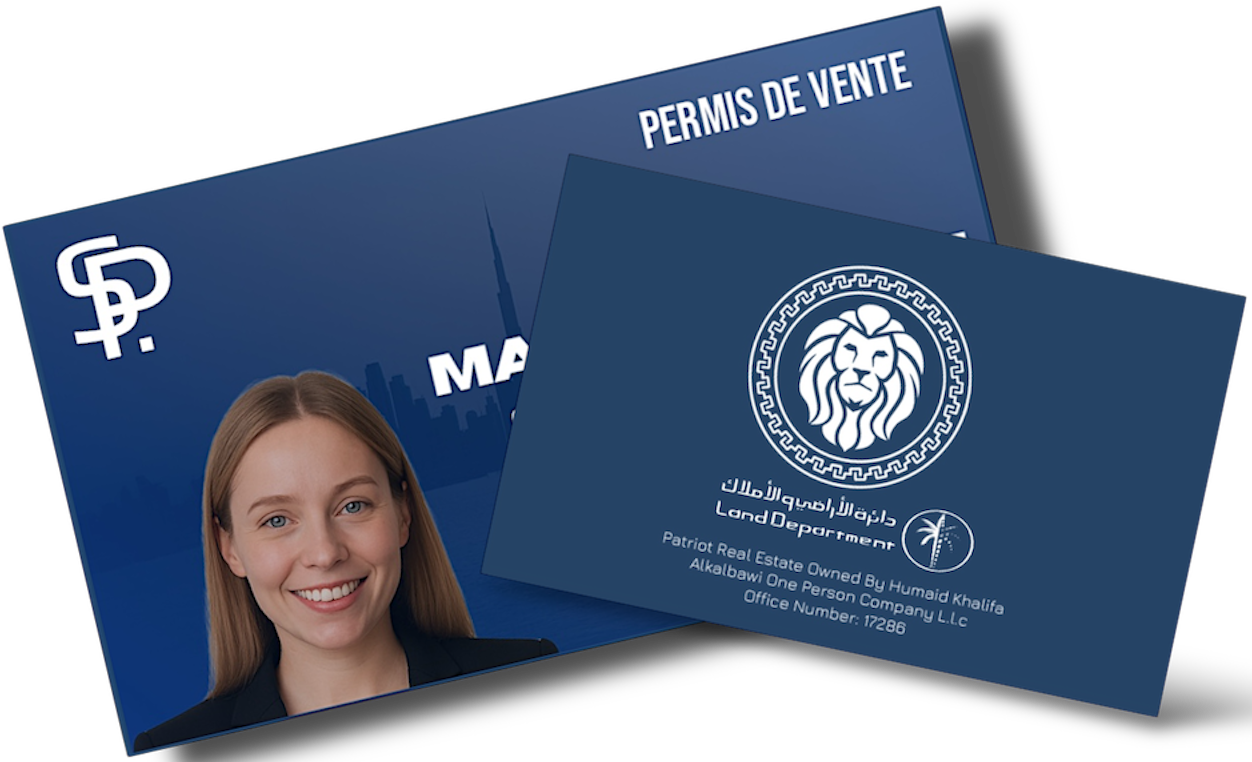 PERMIS DE VENTE
SP.
دائرة الأراضي والأملاك
Land Department
Patriot Real Estate Owned By Humaid Khalifa
Alkalbawi One Person Company L.l.c
Office Number: 17286